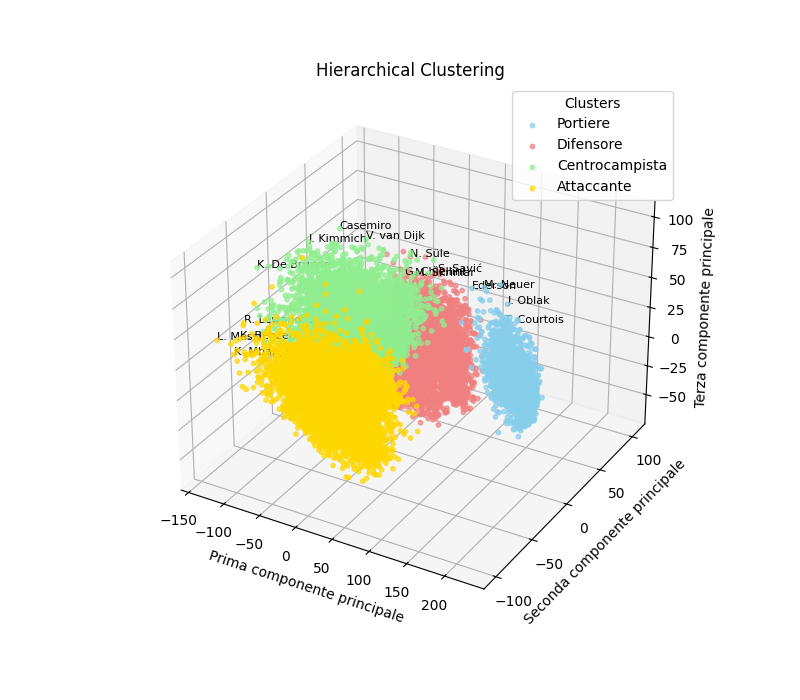 Hierarchical Clustering
Clusters
Portiere
Difensore
Centrocampista
Attaccante
Casemiro
J. Kimmich
V. van Dijk
N. Süle
S. Savić
Ederson
M. Neuer
J. Oblak
Courtois
K. De
100
75
50
25
0
−25
−50
Terza componente principale
−150
−100
−50
0
50
100
150
200
Prima componente principale
−100
−50
0
50
100
Seconda componente principale